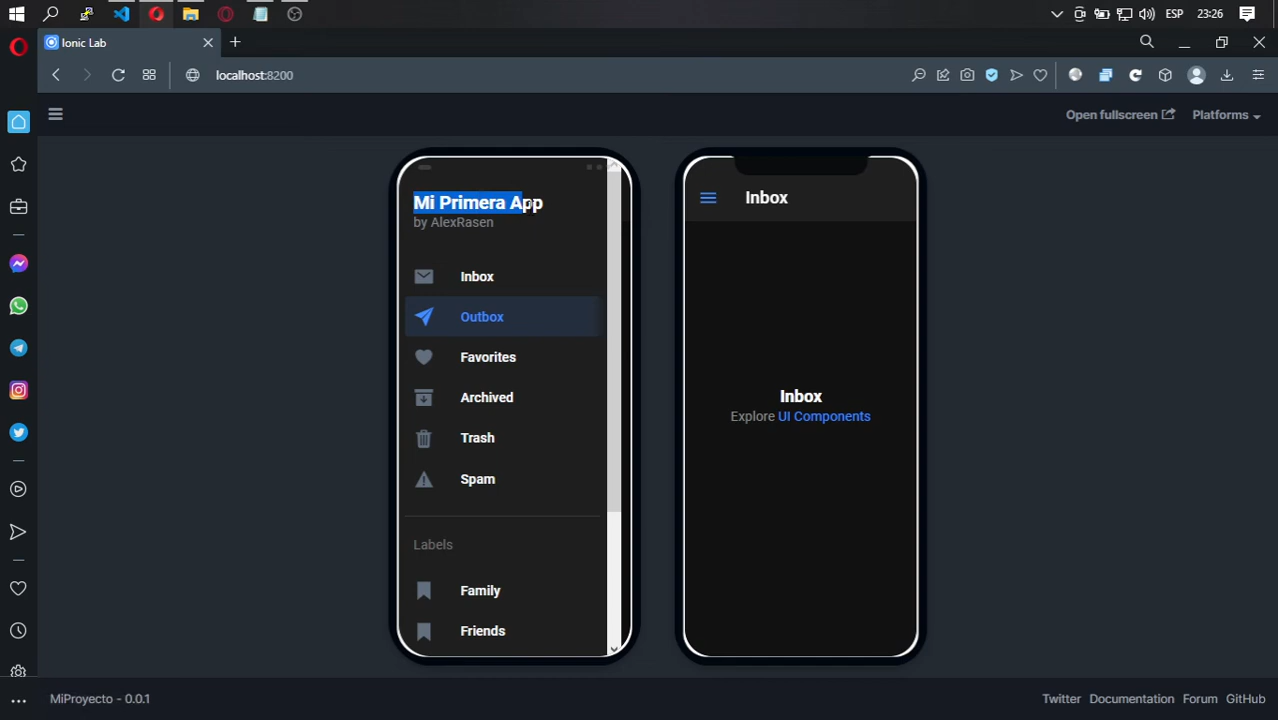 ESP 23:26
Ionic Lab
localhost:8200
Open fullscreen Platforms
Mi Primera App
by AlexRasen
Inbox
Outbox
Favorites
Archived
Trash
Spam
Labels
Family
Friends
Inbox
Inbox
Explore UI Components
MiProyecto - 0.0.1
Twitter Documentation Forum GitHub